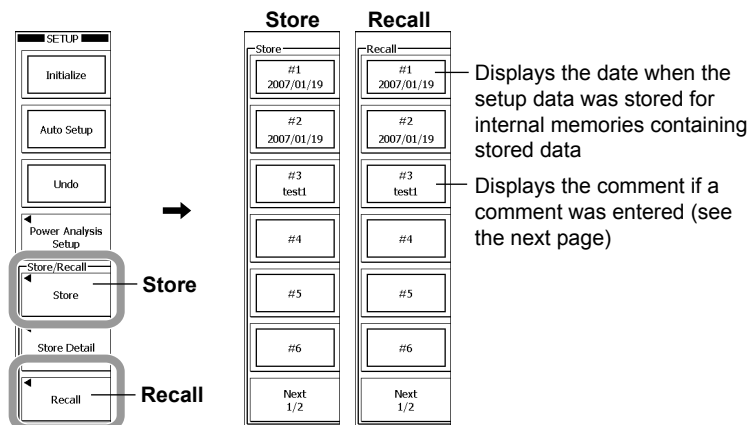 Store
Recall
SETUP
Initialize
Auto Setup
Undo
Power Analysis
Setup
Store/Recall
Store
Store Detail
Recall
Store
Recall
Store
#1
2007/01/19
#2
2007/01/19
#3
test1
#4
#5
#6
Next
1/2
Recall
#1
2007/01/19
#2
2007/01/19
#3
test1
#4
#5
#6
Next
1/2
Displays the date when the
setup data was stored for
internal memories containing
stored data
Displays the comment if a
comment was entered (see
the next page)